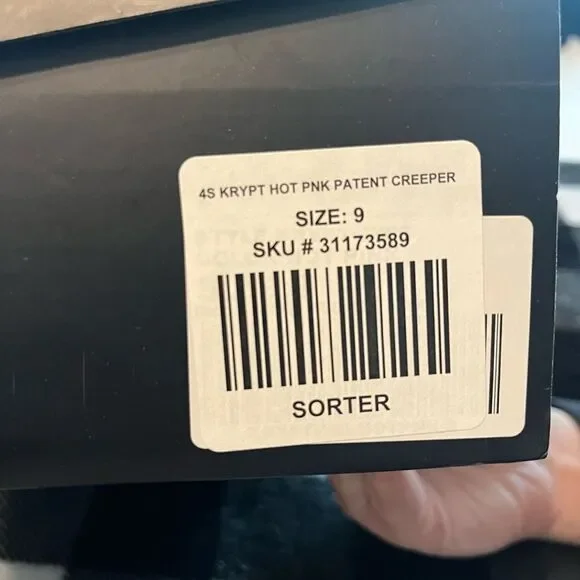 4S KRYPT HOT PNK PATENT CREEPER
SIZE: 9
SKU # 31173589
SORTER